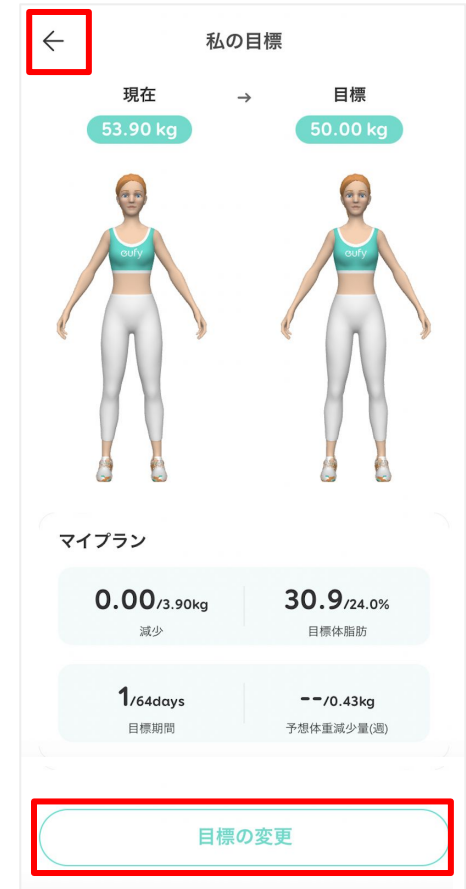 私の目標
現在 → 目標
53.90 kg 50.00 kg
eufy eufy
マイプラン
0.00/3.90kg 30.9/24.0%
減少 目標体脂肪
1/64days --/0.43kg
目標期間 予想体重減少量(週)
目標の変更